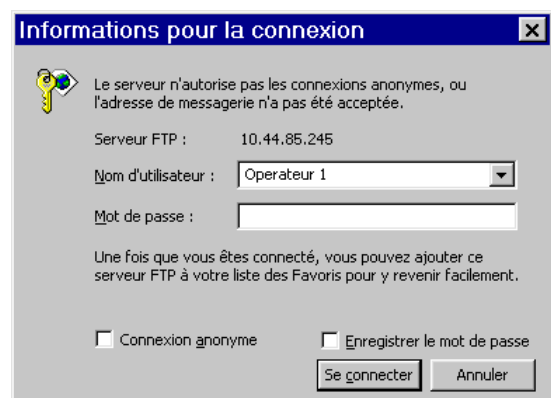 Informations pour la connexion
Le serveur n'autorise pas les connexions anonymes, ou
l'adresse de messagerie n'a pas été acceptée.
Serveur FTP : 10.44.85.245
Nom d'utilisateur : Operateur 1
Mot de passe :
Une fois que vous êtes connecté, vous pouvez ajouter ce
serveur FTP à votre liste des Favoris pour y revenir facilement.
Connexion anonyme Enregistrer le mot de passe
Se connecter Annuler